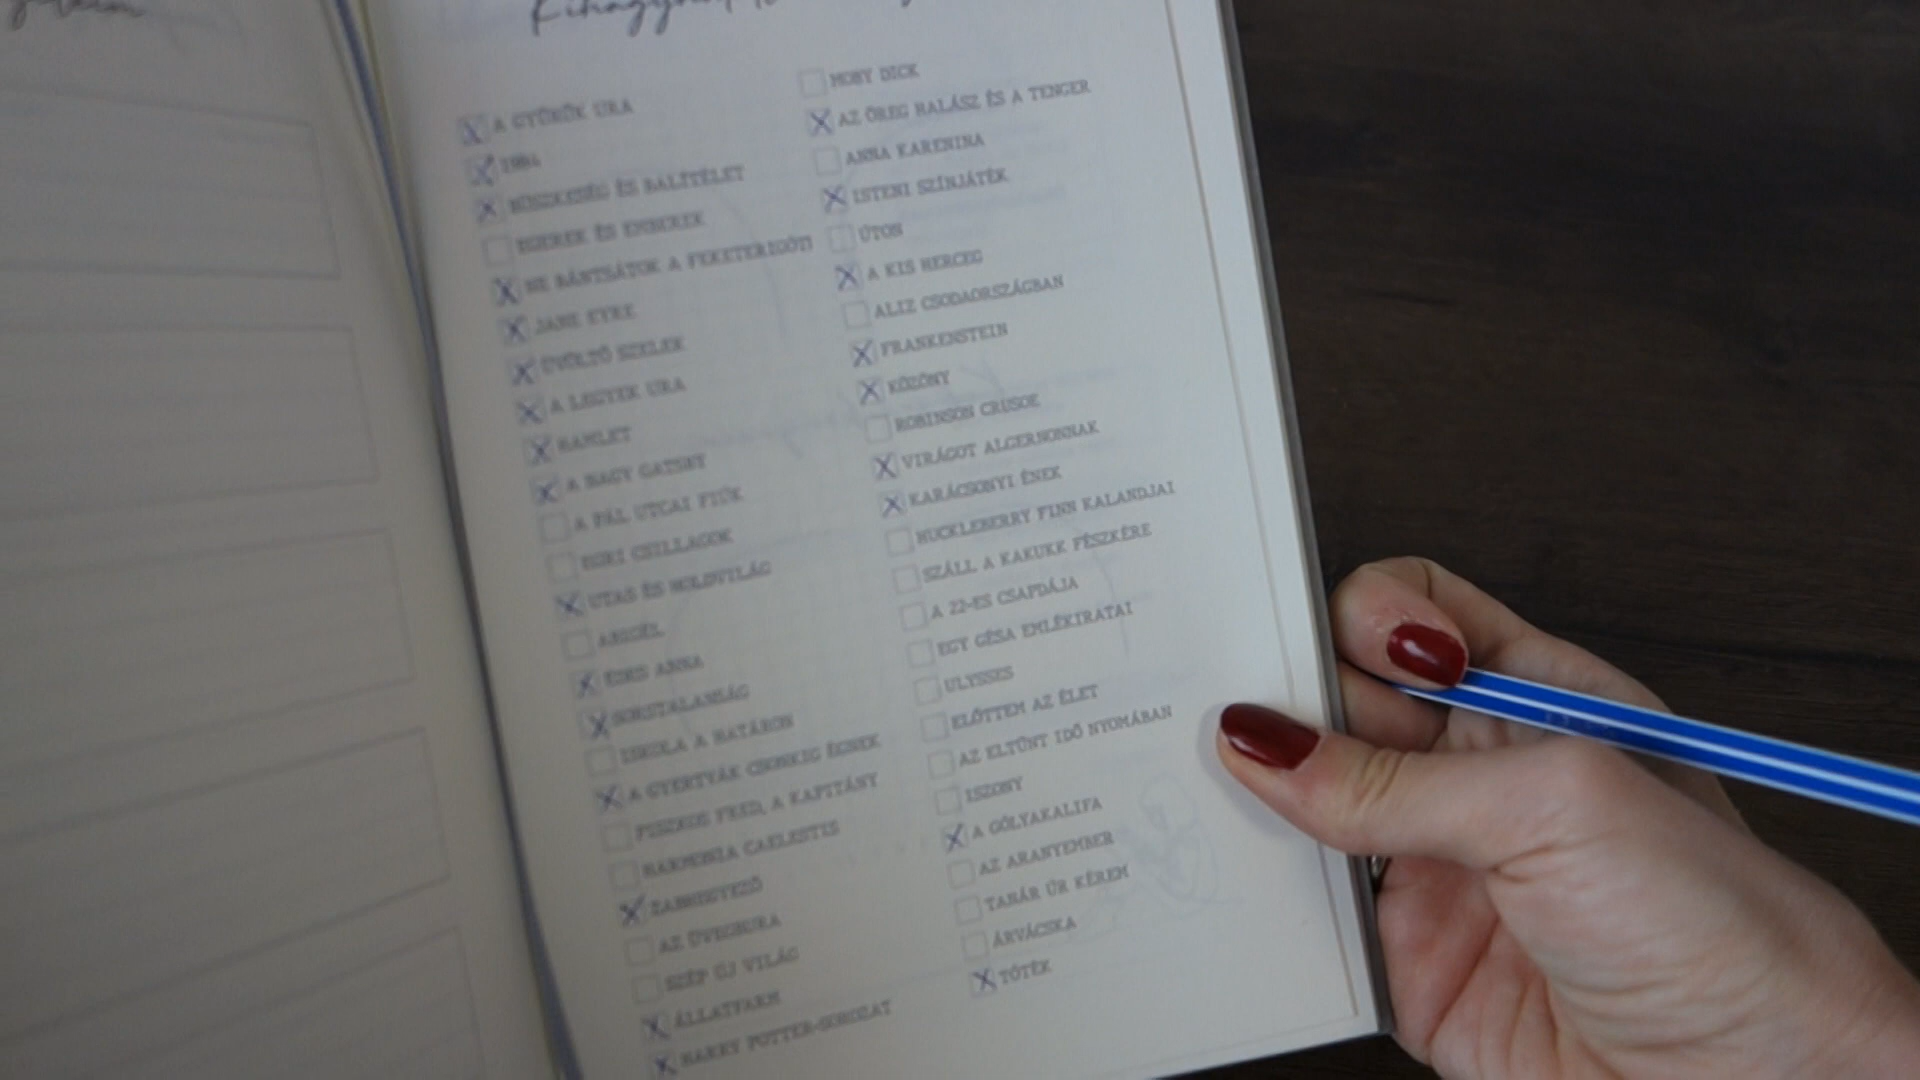 A GYŰRŰK URA
1984
BÜSZKESÉG ÉS BALÍTÉLET
EGEREK ÉS EMBEREK
NE BÁNTSÁTOK A FEKETERIGÓT!
JANE EYRE
ÜVÖLTŐ SZELEK
A LEGYEK URA
HAMLET
A NAGY GATSBY
A PÁL UTCAI FIÚK
EGRI CSILLAGOK
UTAS ÉS HOLDVILÁG
ABIGÉL
ÉDES ANNA
SORSTALANSÁG
ISKOLA A HATÁRON
A GYERTYÁK CSONKIG ÉGNEK
PISZKOS FRED, A KAPITÁNY
HARMONIA CAELESTIS
ZABHEGYEZŐ
AZ ÜVEGBURA
SZÉP ÚJ VILÁG
ÁLLATFARM
HARRY POTTER-SOROZAT
MOBY DICK
AZ ÖREG HALÁSZ ÉS A TENGER
ANNA KARENINA
ISTENI SZÍNJÁTÉK
ÚTON
A KIS HERCEG
ALIZ CSODAORSZÁGBAN
FRANKENSTEIN
KÖZÖNY
ROBINSON CRUSOE
VIRÁGOT ALGERNONNAK
KARÁCSONYI ÉNEK
HUCKLEBERRY FINN KALANDJAI
SZÁLL A KAKUKK FÉSZKÉRE
A 22-ES CSAPDÁJA
EGY GÉSA EMLÉKIRATAI
ULYSSES
ELŐTTEM AZ ÉLET
AZ ELTŰNT IDŐ NYOMÁBAN
ISZONY
A GÓLYAKALIFA
AZ ARANYEMBER
TANÁR ÚR KÉREM
ÁRVÁCSKA
TÓTÉK